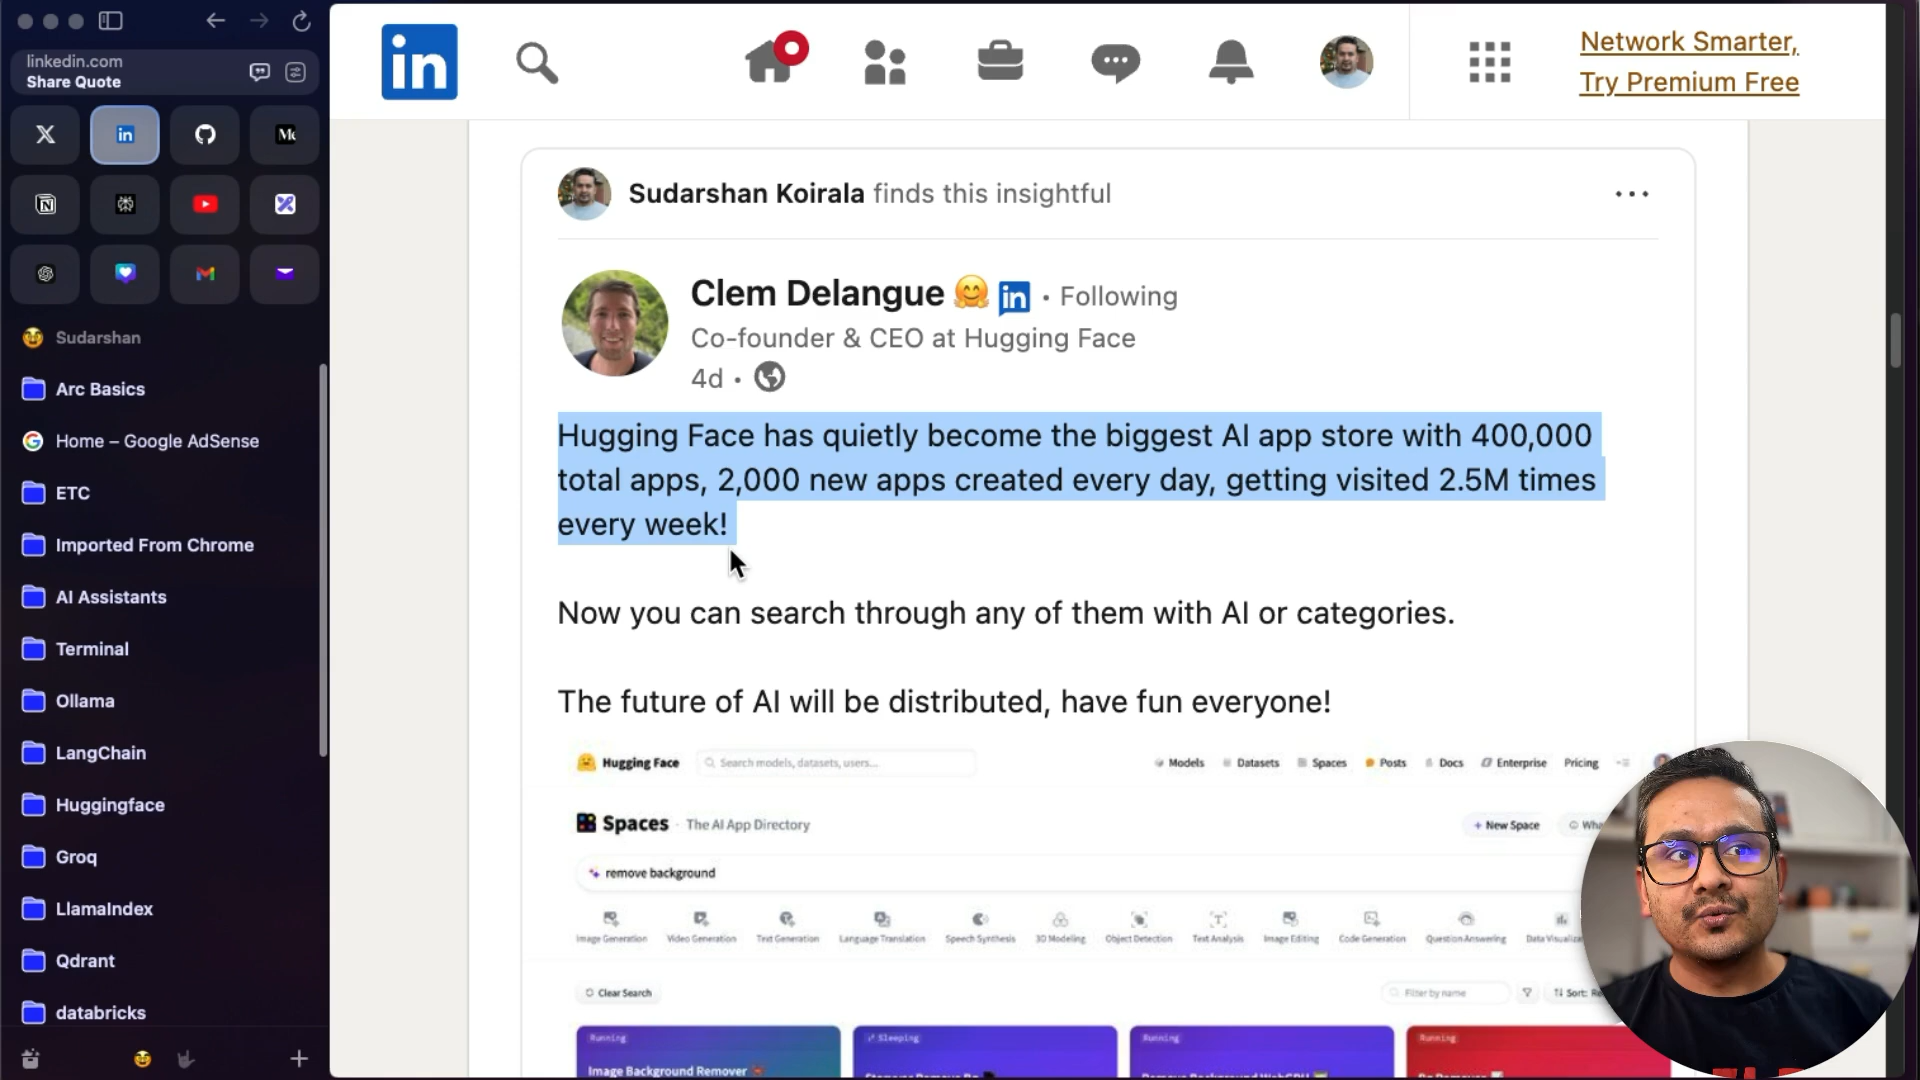 linkedin.com
Share Quote
Sudarshan
Arc Basics
Home – Google AdSense
ETC
Imported From Chrome
AI Assistants
Terminal
Ollama
LangChain
Huggingface
Groq
LlamaIndex
Qdrant
databricks
in
Network Smarter,
Try Premium Free
Sudarshan Koirala finds this insightful
Clem Delangue 🤗 in • Following
Co-founder & CEO at Hugging Face
4d •
Hugging Face has quietly become the biggest AI app store with 400,000
total apps, 2,000 new apps created every day, getting visited 2.5M times
every week!
Now you can search through any of them with AI or categories.
The future of AI will be distributed, have fun everyone!
Hugging Face Search models, datasets, users... Models Datasets Spaces Posts Docs Enterprise Pricing
Spaces · The AI App Directory + New Space
remove background
Image Generation Video Generation Text Generation Language Translation Speech Synthesis 3D Modeling Object Detection Text Analysis Image Editing Code Generation Question Answering
Clear Search Filter by name Sort:
Running Sleeping Running Running
Image Background Remover